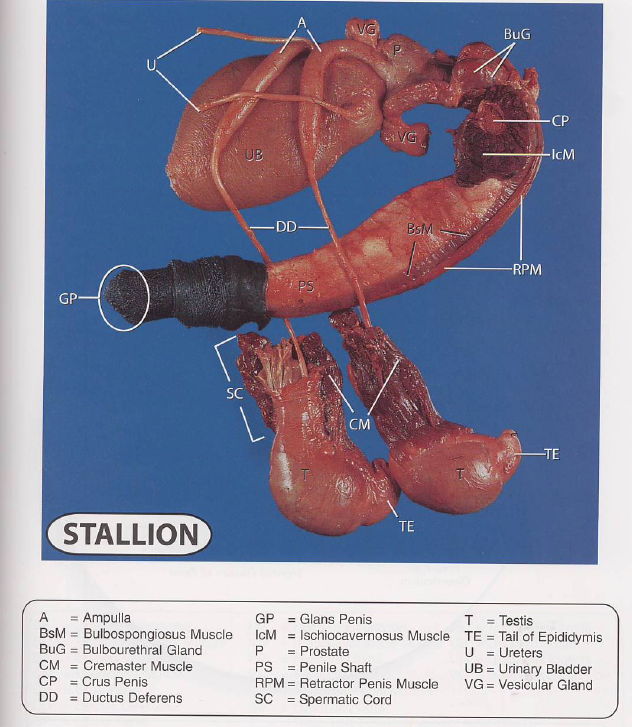 A
VG
P
BuG
U
VG
CP
UB
IcM
DD
BsM
RPM
PS
GP
SC
CM
T
T
TE
TE
STALLION
A = Ampulla
BsM = Bulbospongiosus Muscle
BuG = Bulbourethral Gland
CM = Cremaster Muscle
CP = Crus Penis
DD = Ductus Deferens
GP = Glans Penis
IcM = Ischiocavernosus Muscle
P = Prostate
PS = Penile Shaft
RPM = Retractor Penis Muscle
SC = Spermatic Cord
T = Testis
TE = Tail of Epididymis
U = Ureters
UB = Urinary Bladder
VG = Vesicular Gland